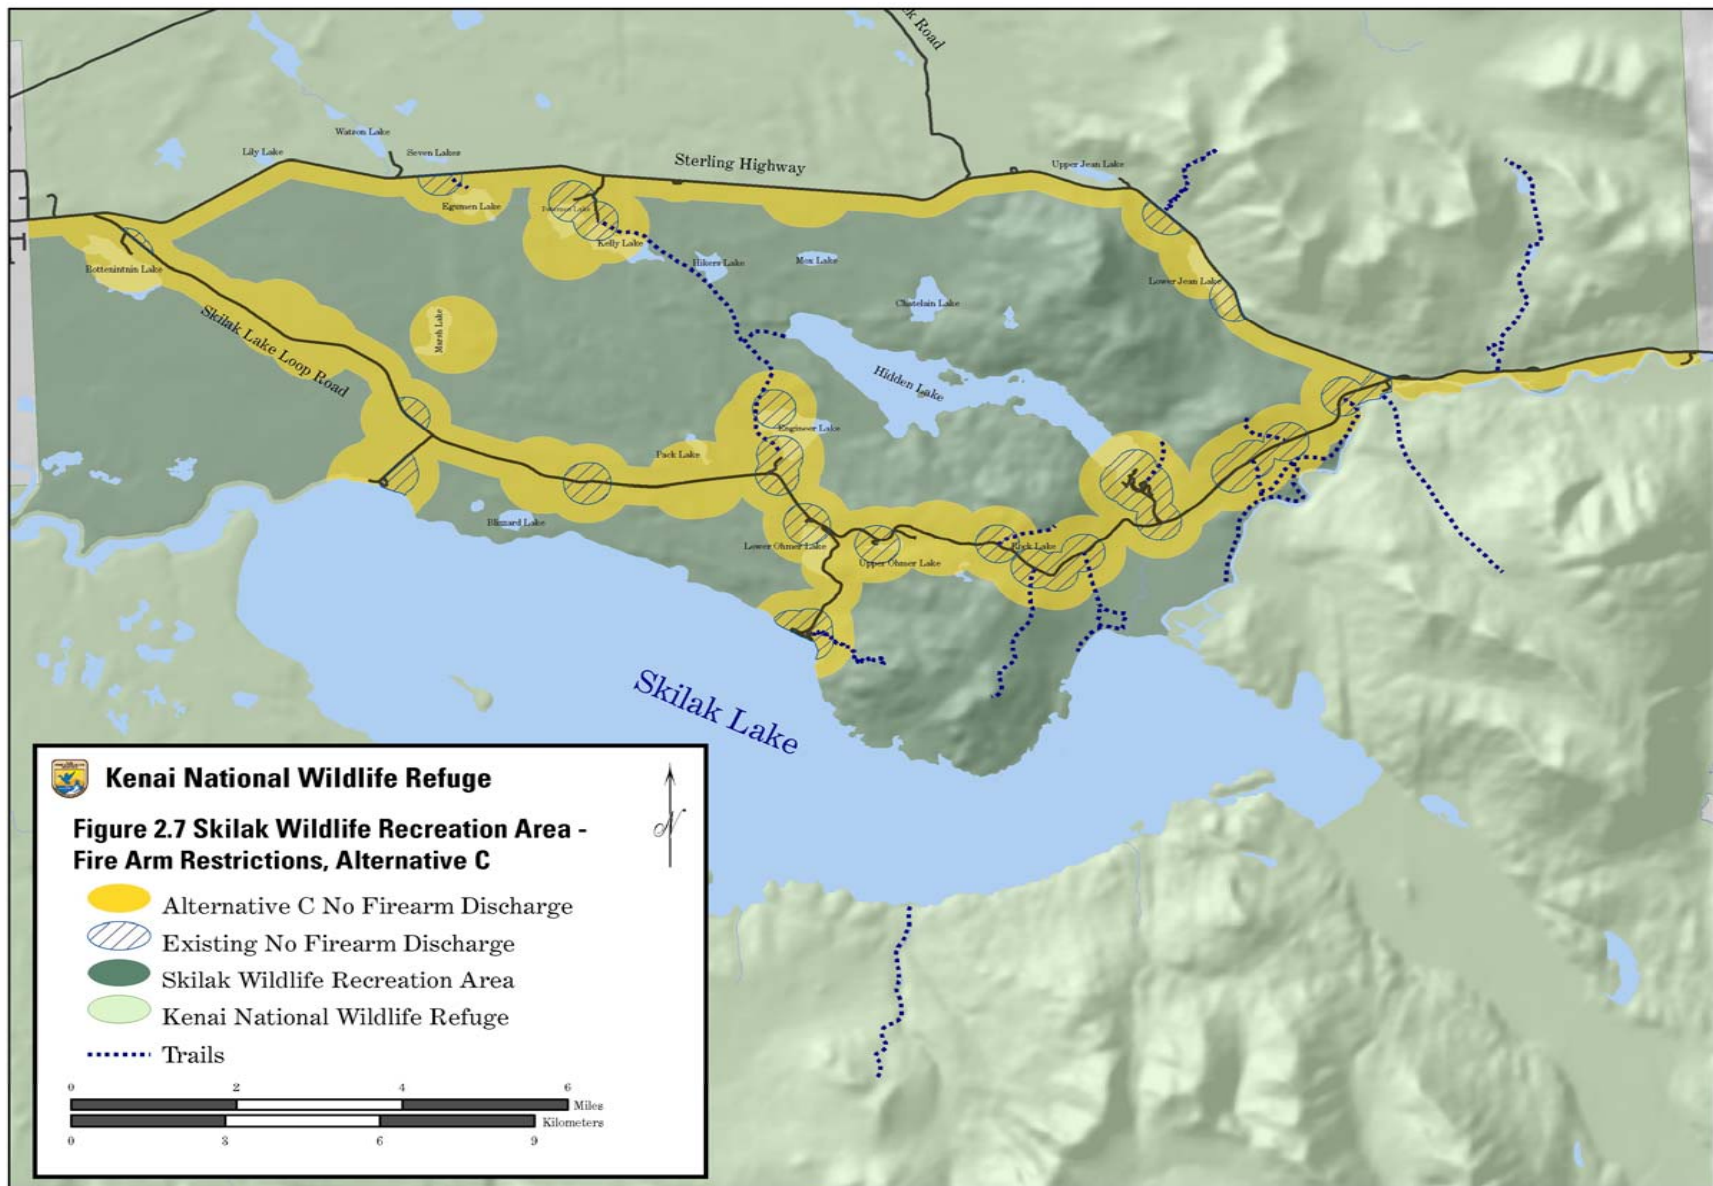 ek Road
Watson Lake
Lily Lake
Seven Lakes
Sterling Highway
Upper Jean Lake
Egumen Lake
Petersen Lake
Kelly Lake
Hikers Lake
Mox Lake
Bottenintnin Lake
Lower Jean Lake
Chatelain Lake
Marsh Lake
Skilak Lake Loop Road
Hidden Lake
Engineer Lake
Pack Lake
Blizzard Lake
Lower Ohmer Lake
Rock Lake
Upper Ohmer Lake
Skilak Lake
Kenai National Wildlife Refuge
Figure 2.7 Skilak Wildlife Recreation Area -
Fire Arm Restrictions, Alternative C
N
Alternative C No Firearm Discharge
Existing No Firearm Discharge
Skilak Wildlife Recreation Area
Kenai National Wildlife Refuge
Trails
0 2 4 6
Miles
Kilometers
0 3 6 9